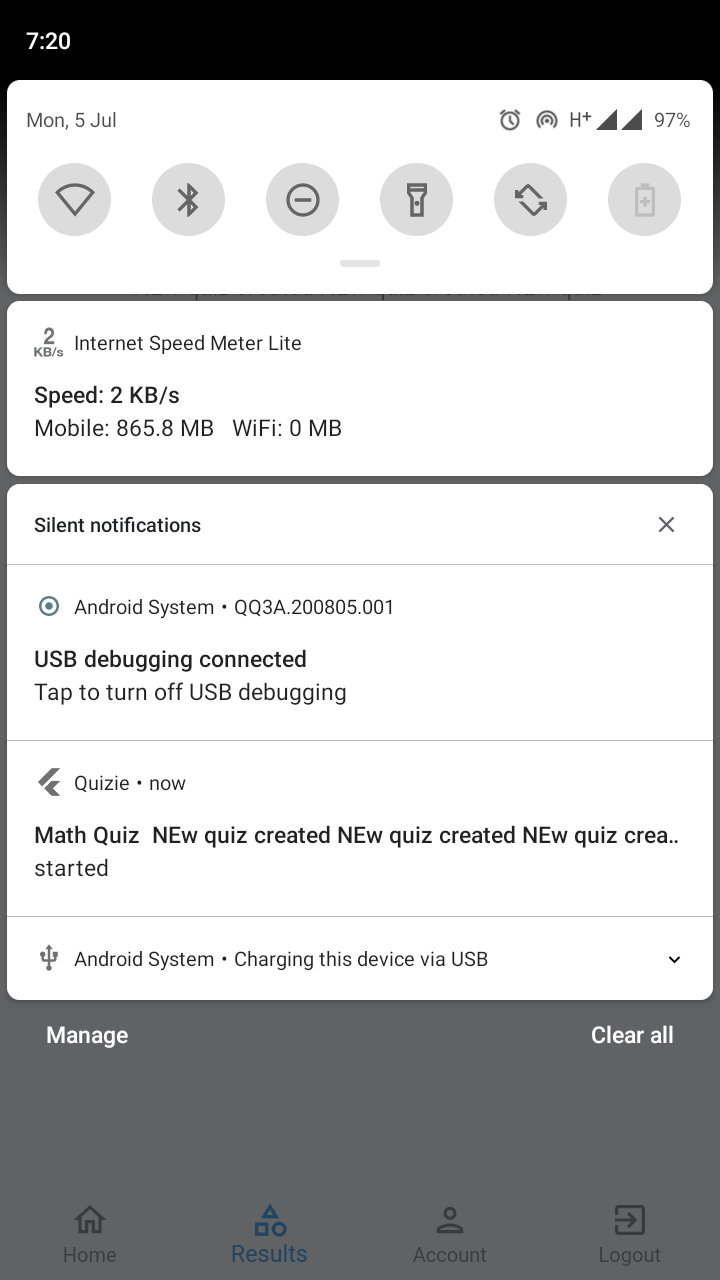 7:20
Mon, 5 Jul H+ 97%
2
KB/s Internet Speed Meter Lite
Speed: 2 KB/s
Mobile: 865.8 MB WiFi: 0 MB
Silent notifications
Android System • QQ3A.200805.001
USB debugging connected
Tap to turn off USB debugging
Quizie • now
Math Quiz NEw quiz created NEw quiz created NEw quiz crea..
started
Android System • Charging this device via USB
Manage Clear all
Home Results Account Logout